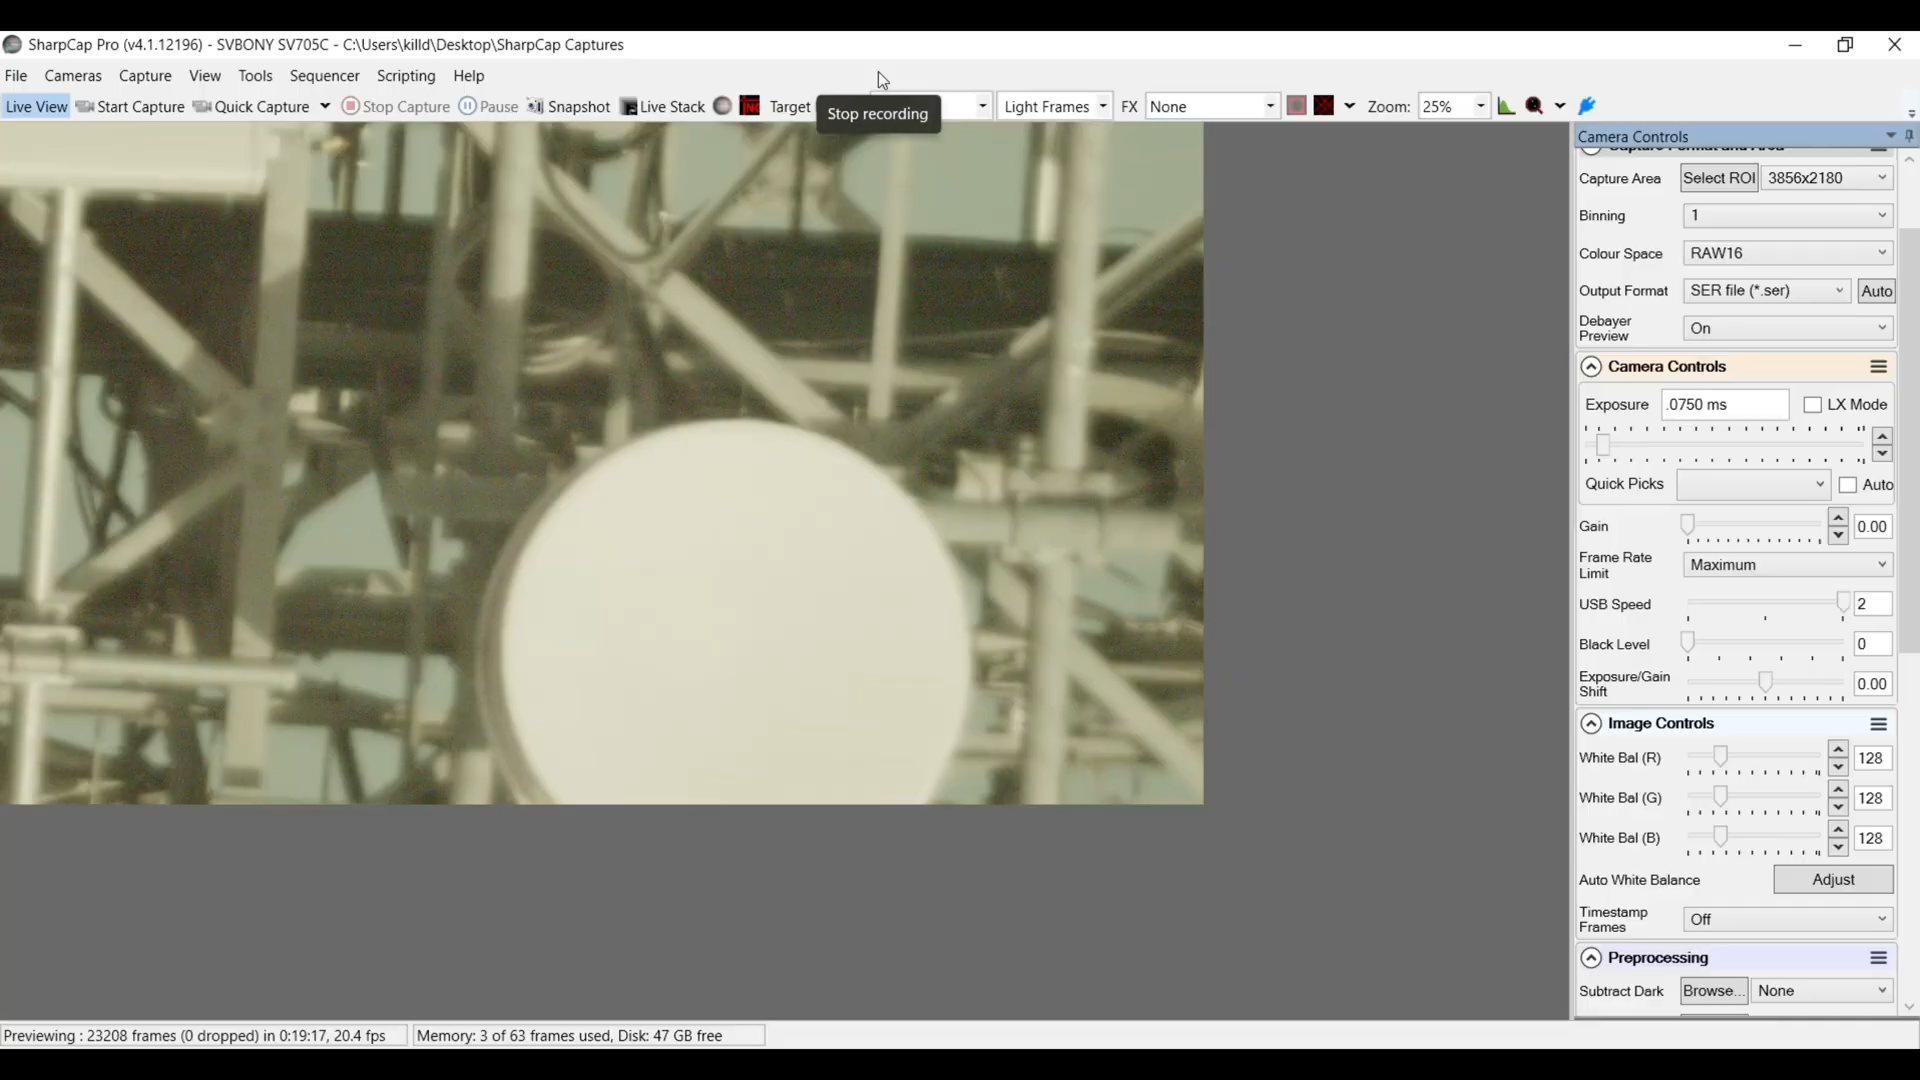 SharpCap Pro (v4.1.12196) - SVBONY SV705C - C:\Users\killd\Desktop\SharpCap Captures
File Cameras Capture View Tools Sequencer Scripting Help
Live View Start Capture Quick Capture Stop Capture Pause Snapshot Live Stack Target Light Frames FX None Zoom: 25%
Stop recording
Camera Controls
Capture Format and Area
Capture Area Select ROI 3856x2180
Binning 1
Colour Space RAW16
Output Format SER file (*.ser) Auto
Debayer
Preview On
Camera Controls
Exposure .0750 ms LX Mode
Quick Picks Auto
Gain 0.00
Frame Rate
Limit Maximum
USB Speed 2
Black Level 0
Exposure/Gain
Shift 0.00
Image Controls
White Bal (R) 128
White Bal (G) 128
White Bal (B) 128
Auto White Balance Adjust
Timestamp
Frames Off
Preprocessing
Subtract Dark Browse... None
Previewing : 23208 frames (0 dropped) in 0:19:17, 20.4 fps Memory: 3 of 63 frames used, Disk: 47 GB free